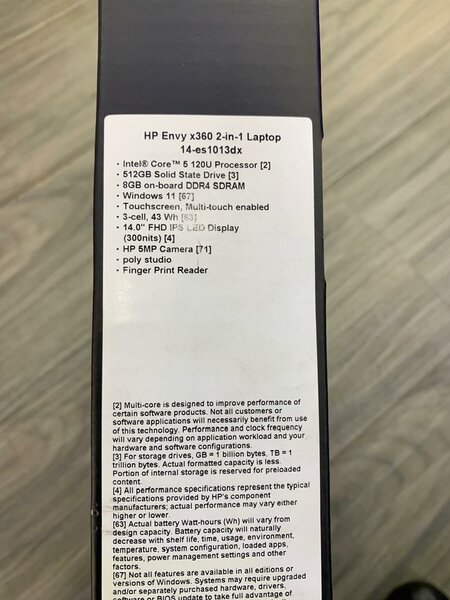 HP Envy x360 2-in-1 Laptop
14-es1013dx
· Intel® Core™ 5 120U Processor [2]
· 512GB Solid State Drive [3]
· 8GB on-board DDR4 SDRAM
· Windows 11 [67]
· Touchscreen, Multi-touch enabled
· 3-cell, 43 Wh [63]
· 14.0" FHD IPS LED Display
(300nits) [4]
· HP 5MP Camera [71]
· poly studio
· Finger Print Reader
[2] Multi-core is designed to improve performance of
certain software products. Not all customers or
software applications will necessarily benefit from use
of this technology. Performance and clock frequency
will vary depending on application workload and your
hardware and software configurations.
[3] For storage drives, GB = 1 billion bytes, TB = 1
trillion bytes. Actual formatted capacity is less.
Portion of internal storage is reserved for preloaded
content.
[4] All performance specifications represent the typical
specifications provided by HP's component
manufacturers; actual performance may vary either
higher or lower.
[63] Actual battery Watt-hours (Wh) will vary from
design capacity. Battery capacity will naturally
decrease with shelf life, time, usage, environment,
temperature, system configuration, loaded apps,
features, power management settings and other
factors.
[67] Not all features are available in all editions or
versions of Windows. Systems may require upgraded
and/or separately purchased hardware, drivers,
software or BIOS update to take full advantage of